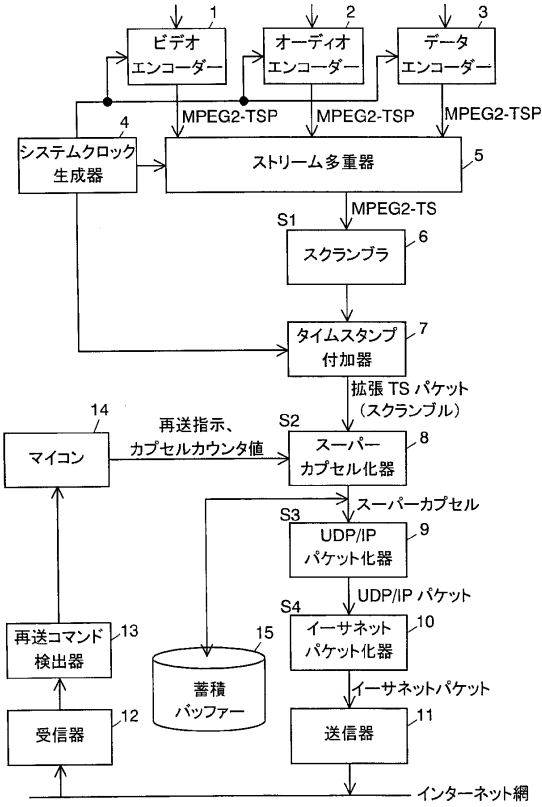 1
ビデオ
エンコーダー
2
オーディオ
エンコーダー
3
データ
エンコーダー
MPEG2-TSP
MPEG2-TSP
MPEG2-TSP
4
システムクロック
生成器
ストリーム多重器
5
MPEG2-TS
S1
スクランブラ
6
タイムスタンプ
付加器
7
拡張 TS パケット
(スクランブル)
14
マイコン
再送指示、
カプセルカウンタ値
S2
スーパー
カプセル化器
8
スーパーカプセル
S3
UDP/IP
パケット化器
9
UDP/IP パケット
S4
イーサネット
パケット化器
10
イーサネットパケット
再送コマンド
検出器
13
15
蓄積
バッファー
受信器
12
送信器
11
インターネット網